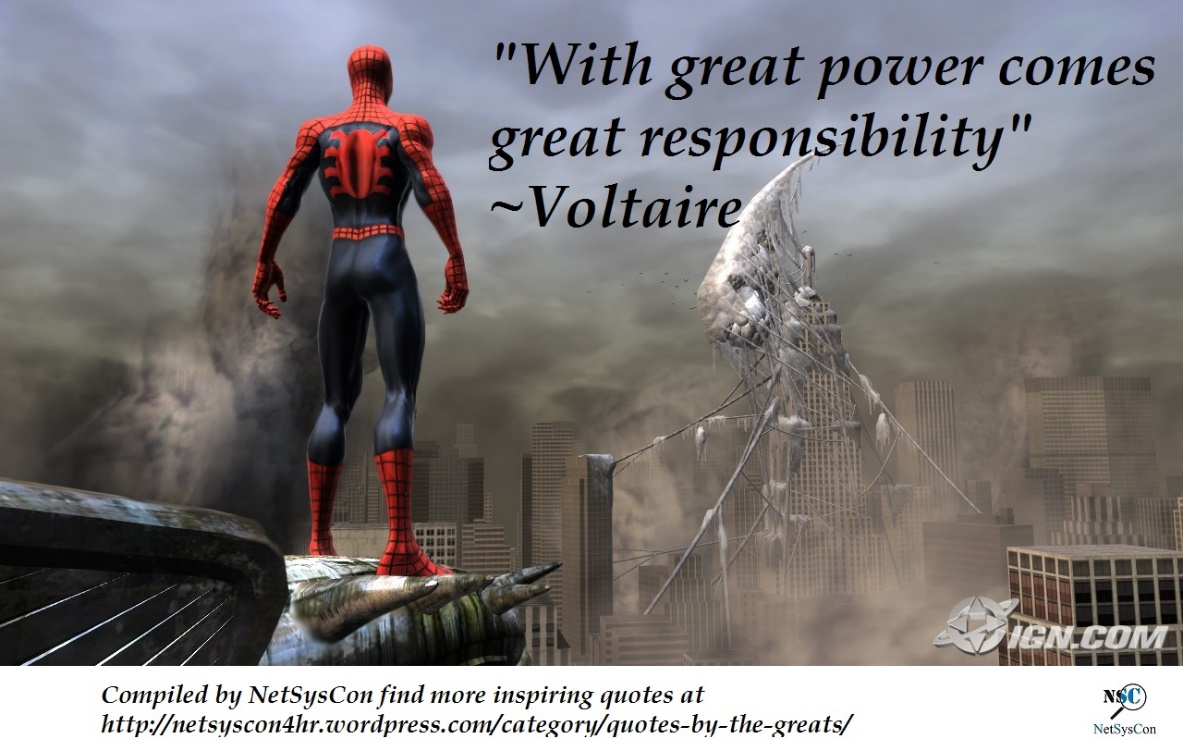 "With great power comes
great responsibility"
~Voltaire
IGN.COM
Compiled by NetSysCon find more inspiring quotes at
http://netsyscon4hr.wordpress.com/category/quotes-by-the-greats/
NSC
NetSysCon